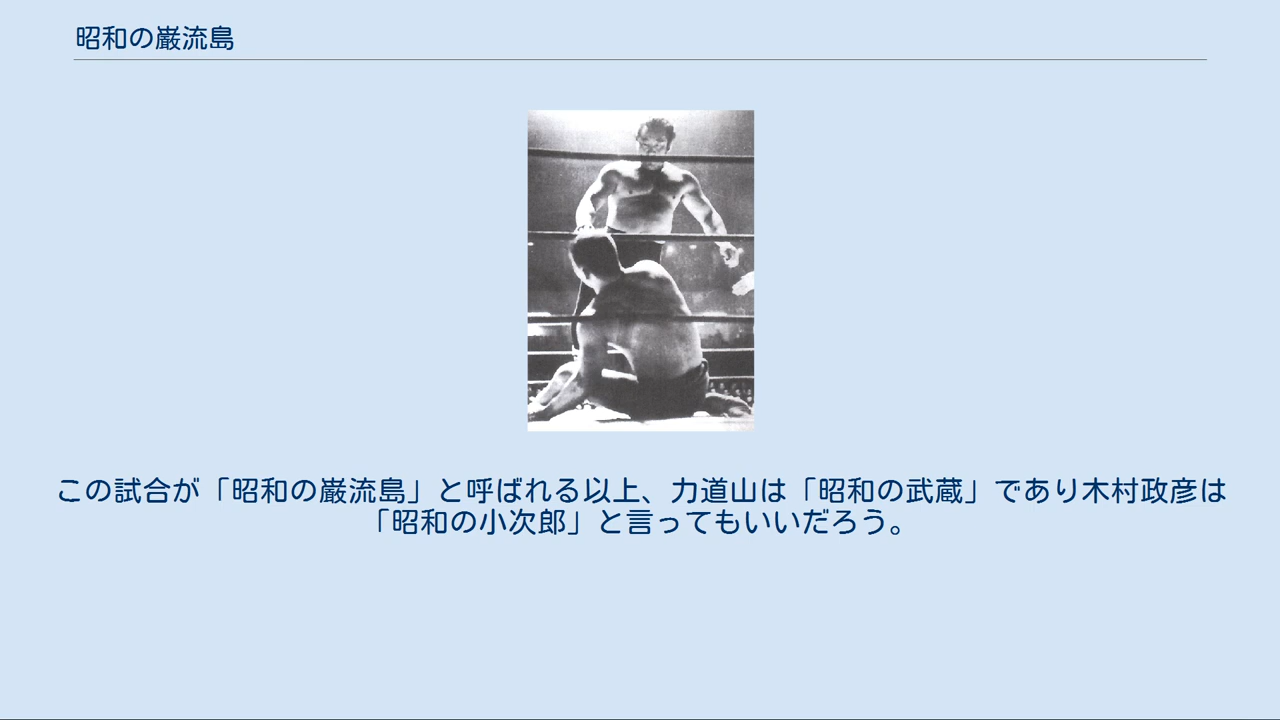 昭和の巌流島
この試合が「昭和の巌流島」と呼ばれる以上、力道山は「昭和の武蔵」であり木村政彦は
「昭和の小次郎」と言ってもいいだろう。